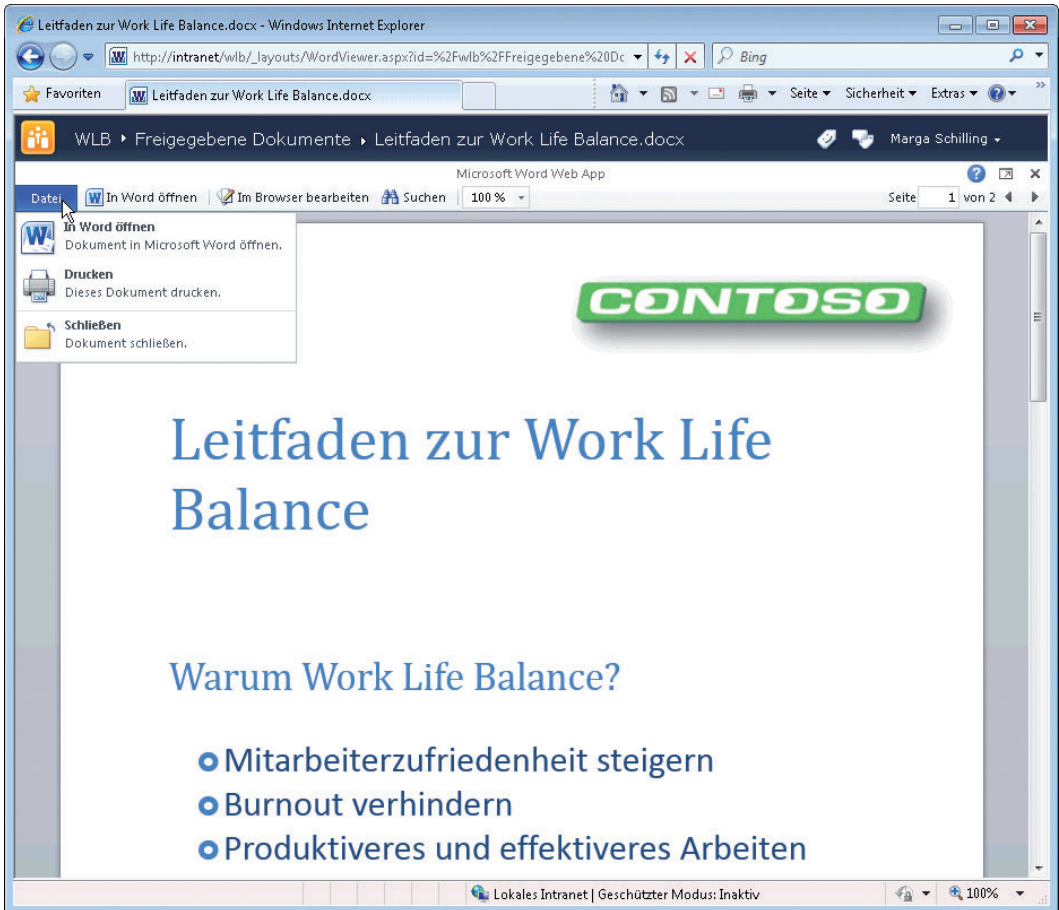 Leitfaden zur Work Life Balance.docx - Windows Internet Explorer
http://intranet/wlb/_layouts/WordViewer.aspx?id=%2Fwlb%2FFreigegebene%20Dc
Bing
Favoriten
Leitfaden zur Work Life Balance.docx
Seite
Sicherheit
Extras
WLB
Freigegebene Dokumente
Leitfaden zur Work Life Balance.docx
Marga Schilling
Microsoft Word Web App
Datei
In Word öffnen
Im Browser bearbeiten
Suchen
100 %
Seite 1 von 2
In Word öffnen
Dokument in Microsoft Word öffnen.
Drucken
Dieses Dokument drucken.
Schließen
Dokument schließen.
CONTOSO
Leitfaden zur Work Life
Balance
Warum Work Life Balance?
Mitarbeiterzufriedenheit steigern
Burnout verhindern
Produktiveres und effektiveres Arbeiten
Lokales Intranet | Geschützter Modus: Inaktiv
100%